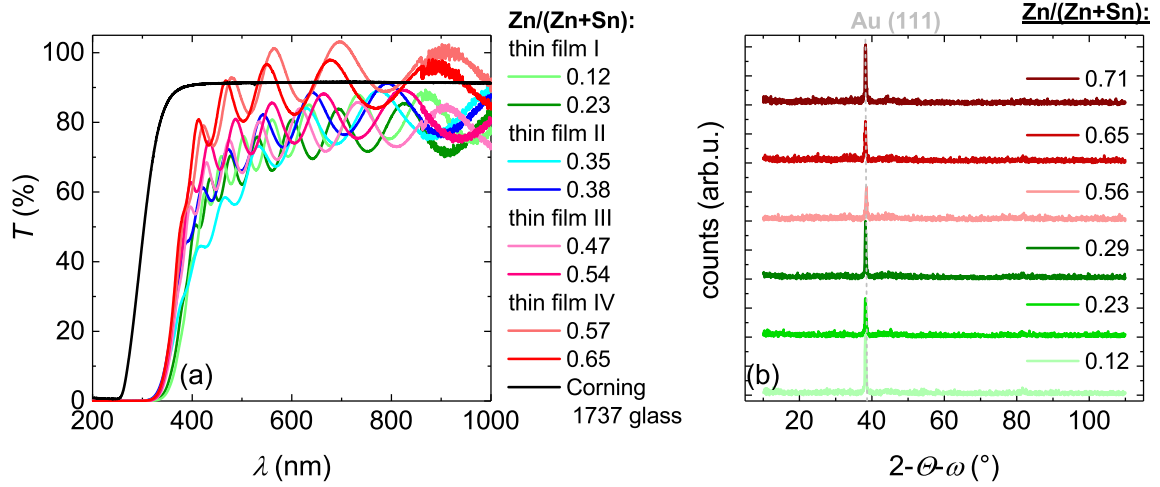 Zn/(Zn+Sn):
thin film I
0.12
0.23
thin film II
0.35
0.38
thin film III
0.47
0.54
thin film IV
0.57
0.65
Corning
1737 glass
100
80
60
40
20
0
T (%)
(a)
200 400 600 800 1000
λ (nm)
Au (111)
Zn/(Zn+Sn):
0.71
0.65
0.56
0.29
0.23
0.12
counts (arb.u.)
(b)
20 40 60 80 100
2-Θ-ω (°)